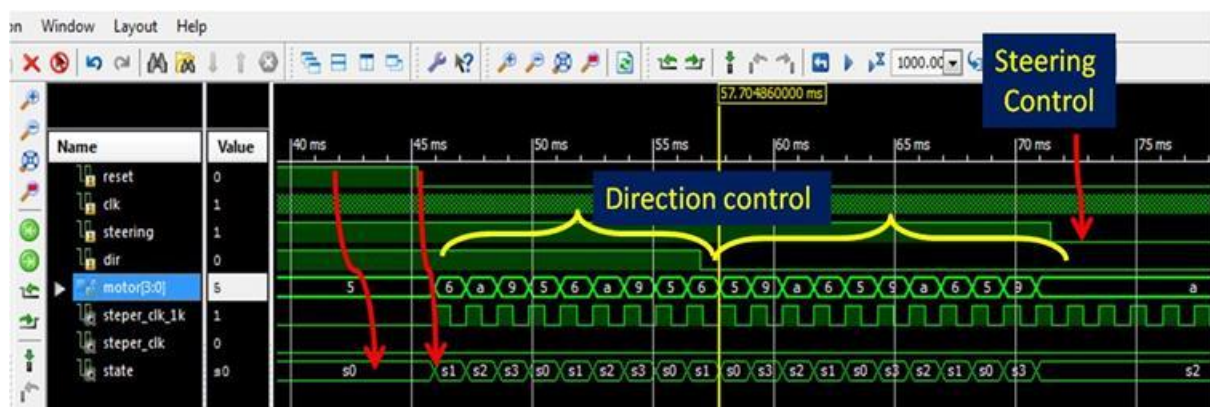 on Window Layout Help
1000.00
Steering
Control
57.704860000 ms
Name Value
40 ms 45 ms 50 ms 55 ms 60 ms 65 ms 70 ms 75 ms
reset 0
clk 1
Direction control
steering 1
dir 0
motor[3:0] 5 5 6 a 9 5 6 a 9 5 6 5 9 a 6 5 9 a 6 5 9 a
steper_clk_1k 1
steper_clk 0
state s0 s0 s1 s2 s3 s0 s1 s2 s3 s0 s1 s0 s3 s2 s1 s0 s3 s2 s1 s0 s3 s2